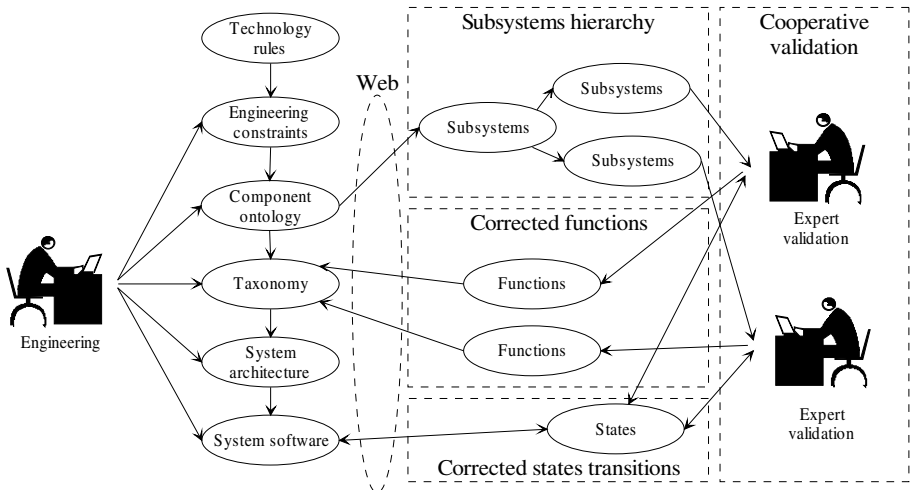 Technology
rules
Engineering
constraints
Component
ontology
Taxonomy
System
architecture
System software
Engineering
Web
Subsystems hierarchy
Subsystems
Subsystems
Subsystems
Corrected functions
Functions
Functions
States
Corrected states transitions
Cooperative
validation
Expert
validation
Expert
validation